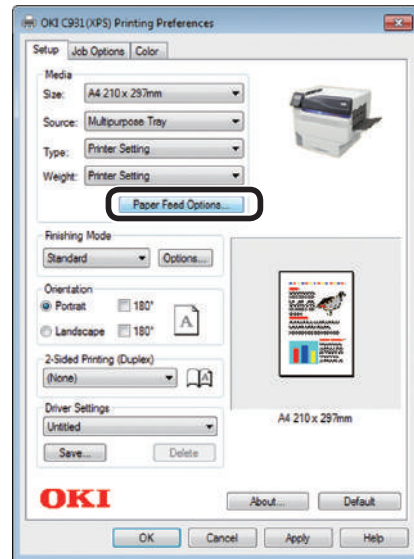 OKI C931(XPS) Printing Preferences
Setup Job Options Color
Media
Size: A4 210 x 297mm
Source: Multipurpose Tray
Type: Printer Setting
Weight: Printer Setting
Paper Feed Options...
Finishing Mode
Standard Options...
Orientation
Portrait 180°
Landscape 180°
A
2-Sided Printing (Duplex)
(None)
A
Driver Settings
Untitled
Save... Delete
A4 210 x 297mm
OKI
About... Default
OK Cancel Apply Help